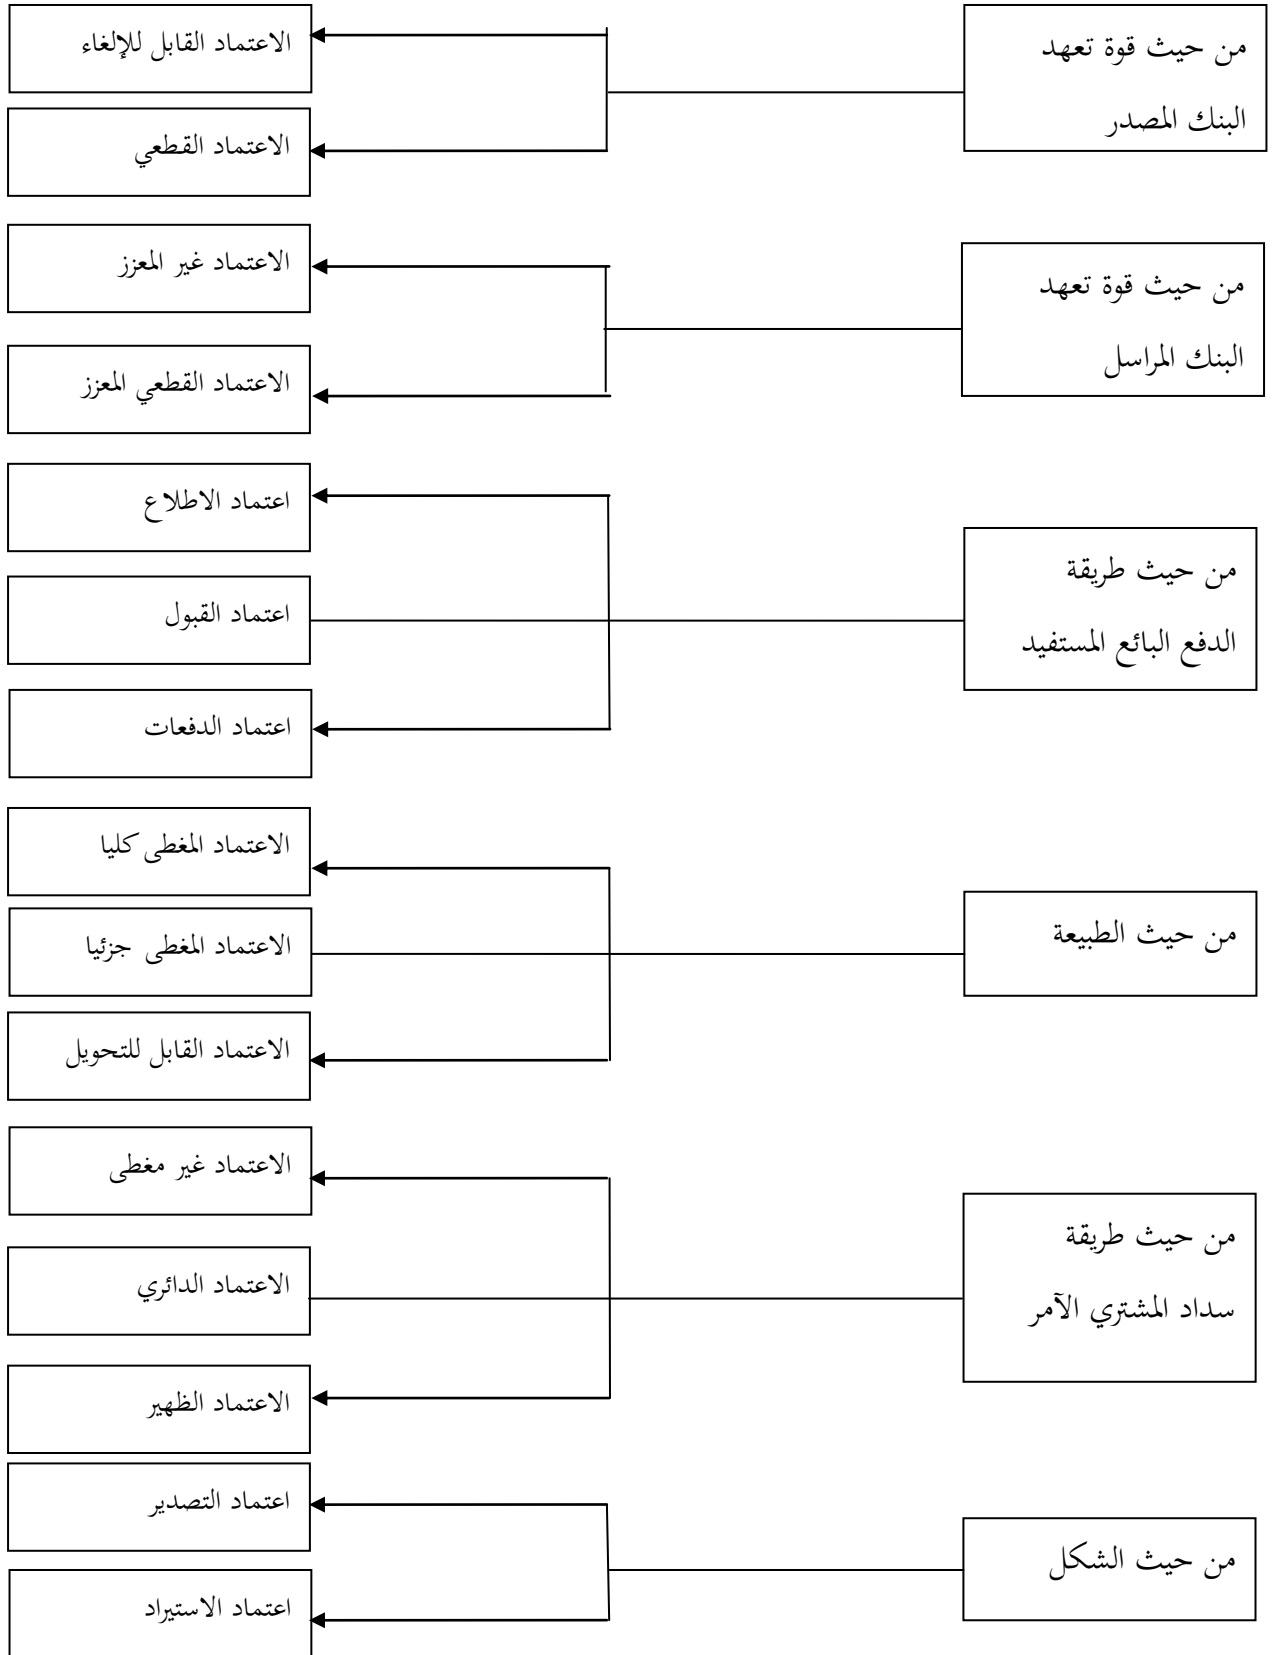 من حيث قوة تعهد
البنك المصدر
الاعتماد القابل للإلغاء
الاعتماد القطعي
من حيث قوة تعهد
البنك المراسل
الاعتماد غير المعزز
الاعتماد القطعي المعزز
من حيث طريقة
الدفع البائع المستفيد
اعتماد الاطلاع
اعتماد القبول
اعتماد الدفعات
من حيث الطبيعة
الاعتماد المغطى كليا
الاعتماد المغطى جزئيا
الاعتماد القابل للتحويل
من حيث طريقة
سداد المشتري الآمر
الاعتماد غير مغطى
الاعتماد الدائري
الاعتماد الظهير
من حيث الشكل
اعتماد التصدير
اعتماد الاستيراد